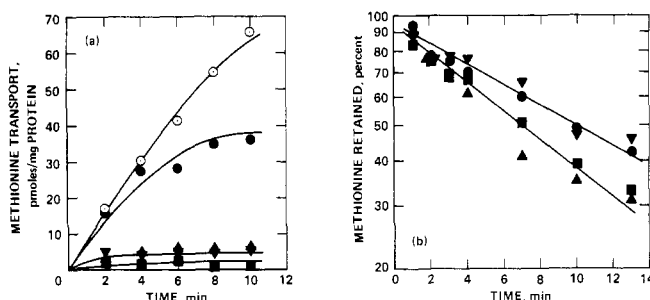 (a)
METHIONINE TRANSPORT,
pmoles/mg PROTEIN
70
60
50
40
30
20
10
0 2 4 6 8 10 12
TIME, min
(b)
METHIONINE RETAINED, percent
100
90
80
70
60
50
40
30
20
0 2 4 6 8 10 12 14
TIME, min